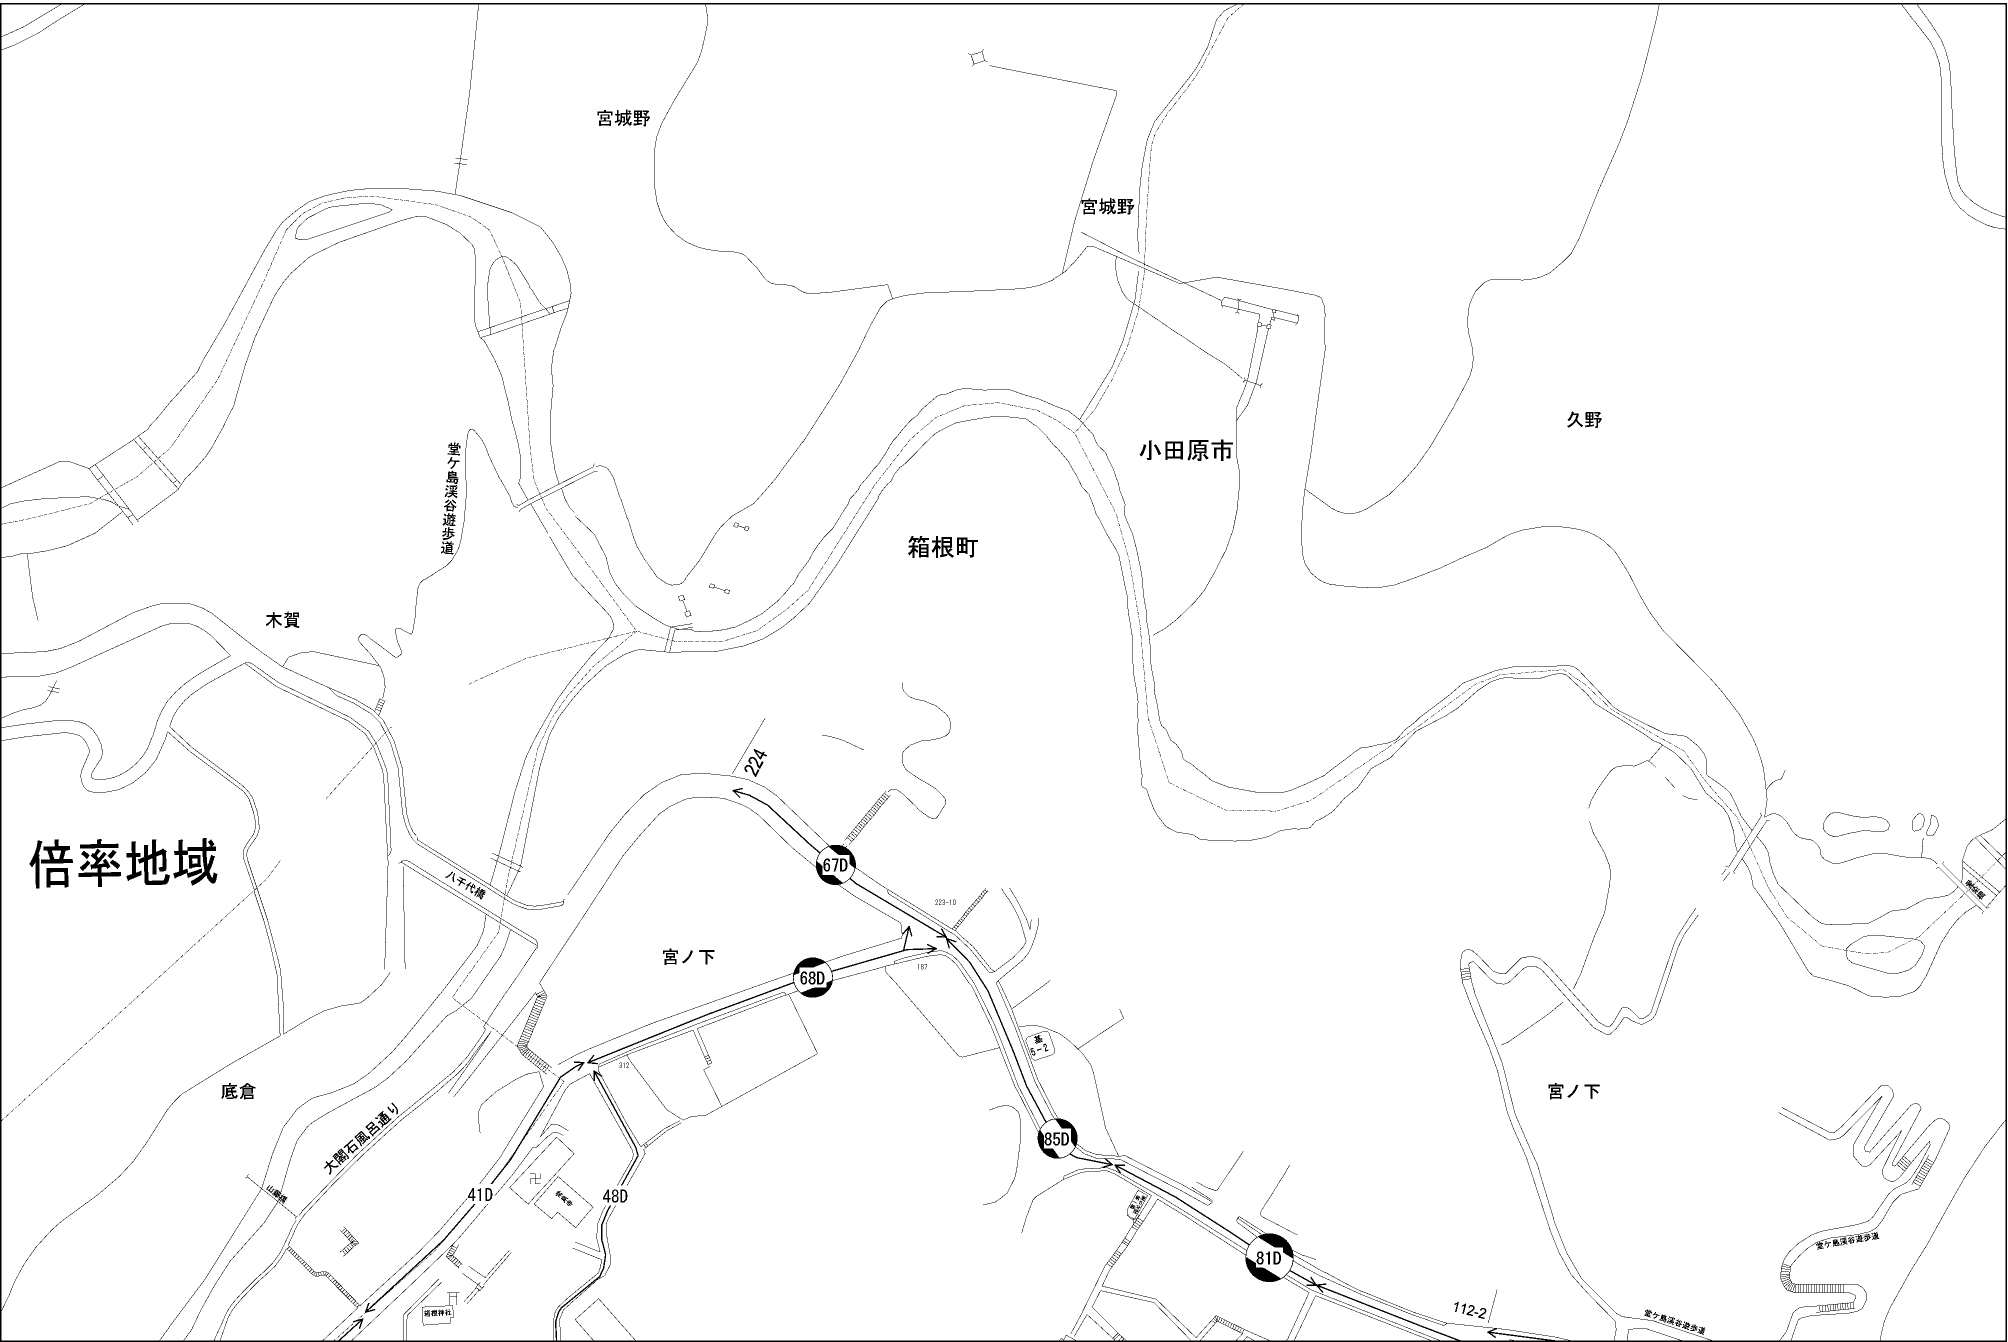 宮城野
宮城野
久野
小田原市
堂ケ島渓谷遊歩道
箱根町
木賀
224
倍率地域
67D
八千代橋
223-10
宮ノ下
187
68D
基
5-2
312
底倉
宮ノ下
大閤石風呂通り
85D
41D
48D
堂ケ島渓谷遊歩道
81D
箱根神社
112-2
堂ケ島渓谷遊歩道